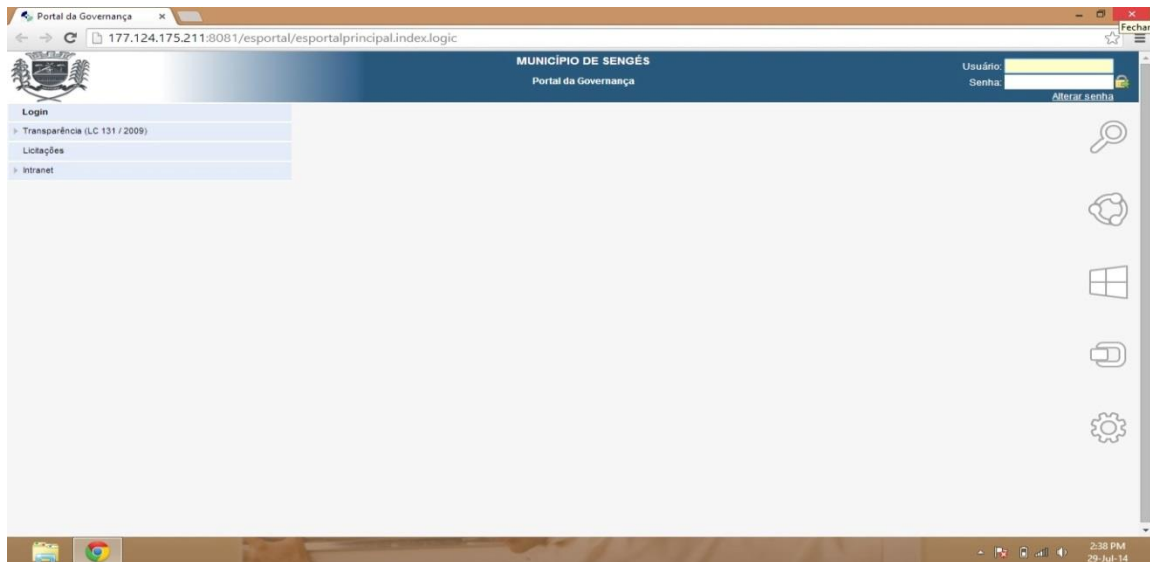 Portal da Governança
Fechar
177.124.175.211:8081/esportal/esportalprincipal.index.logic
MUNICÍPIO DE SENGÉS
Portal da Governança
Usuário:
Senha:
Alterar senha
Login
Transparência (LC 131 / 2009)
Licitações
Intranet
2:38 PM
29-Jul-14